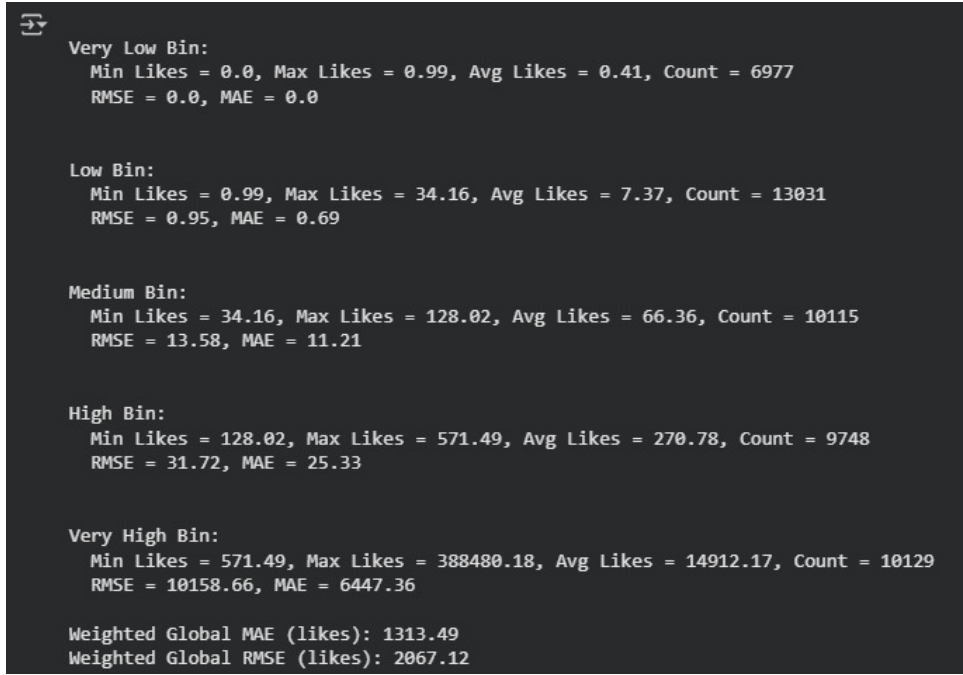 Very Low Bin:
Min Likes = 0.0, Max Likes = 0.99, Avg Likes = 0.41, Count = 6977
RMSE = 0.0, MAE = 0.0
Low Bin:
Min Likes = 0.99, Max Likes = 34.16, Avg Likes = 7.37, Count = 13031
RMSE = 0.95, MAE = 0.69
Medium Bin:
Min Likes = 34.16, Max Likes = 128.02, Avg Likes = 66.36, Count = 10115
RMSE = 13.58, MAE = 11.21
High Bin:
Min Likes = 128.02, Max Likes = 571.49, Avg Likes = 270.78, Count = 9748
RMSE = 31.72, MAE = 25.33
Very High Bin:
Min Likes = 571.49, Max Likes = 388480.18, Avg Likes = 14912.17, Count = 10129
RMSE = 10158.66, MAE = 6447.36
Weighted Global MAE (likes): 1313.49
Weighted Global RMSE (likes): 2067.12